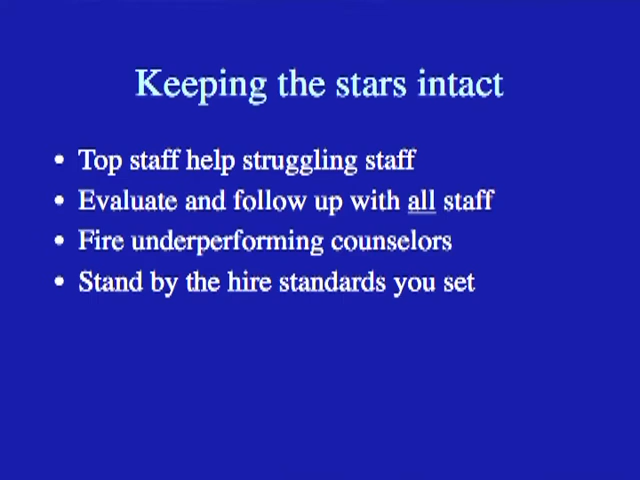 Keeping the stars intact
• Top staff help struggling staff
• Evaluate and follow up with all staff
• Fire underperforming counselors
• Stand by the hire standards you set